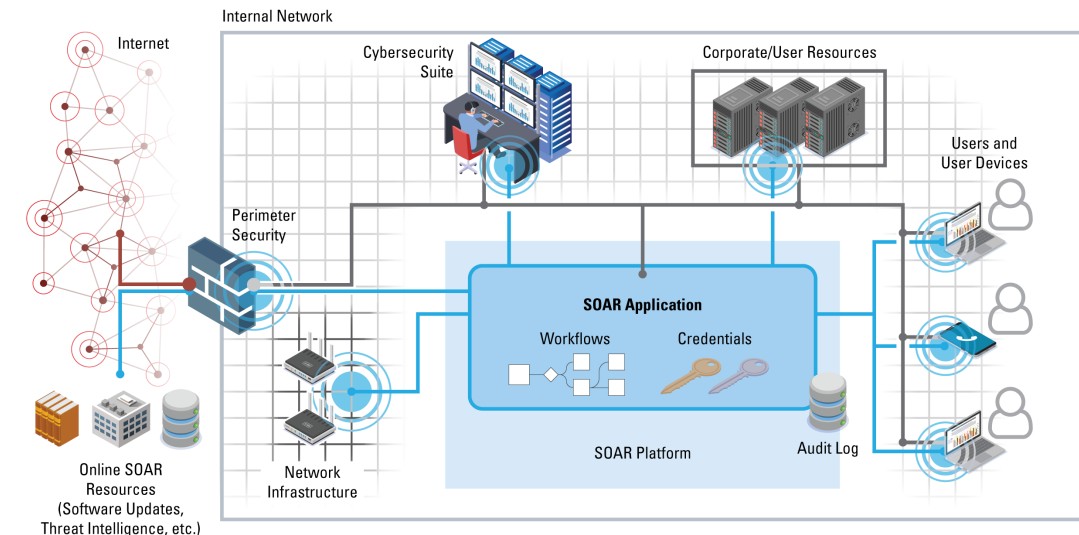 Internal Network
Internet
Cybersecurity
Suite
Corporate/User Resources
Users and
User Devices
Perimeter
Security
SOAR Application
Workflows
Credentials
Network
Infrastructure
SOAR Platform
Audit Log
Online SOAR
Resources
(Software Updates,
Threat Intelligence, etc.)